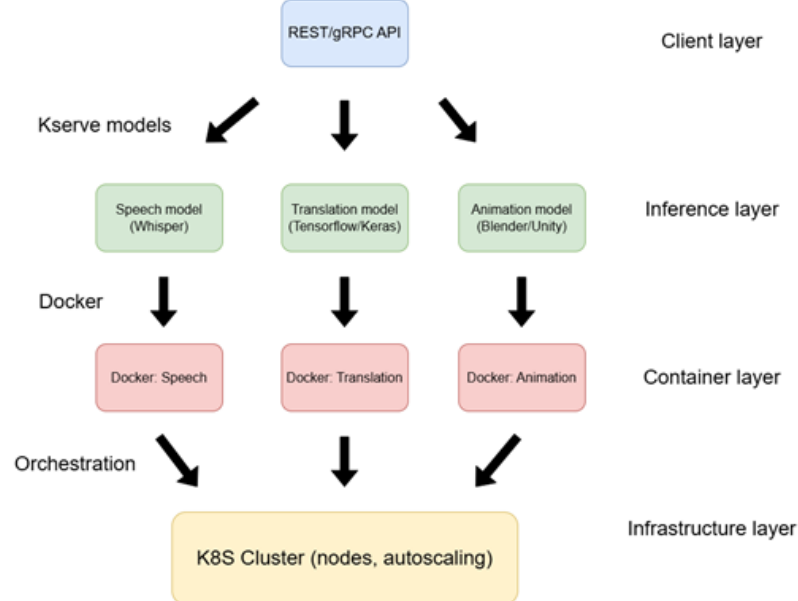 REST/gRPC API
Client layer
Kserve models
Speech model
(Whisper)
Translation model
(Tensorflow/Keras)
Animation model
(Blender/Unity)
Inference layer
Docker
Docker: Speech
Docker: Translation
Docker: Animation
Container layer
Orchestration
K8S Cluster (nodes, autoscaling)
Infrastructure layer